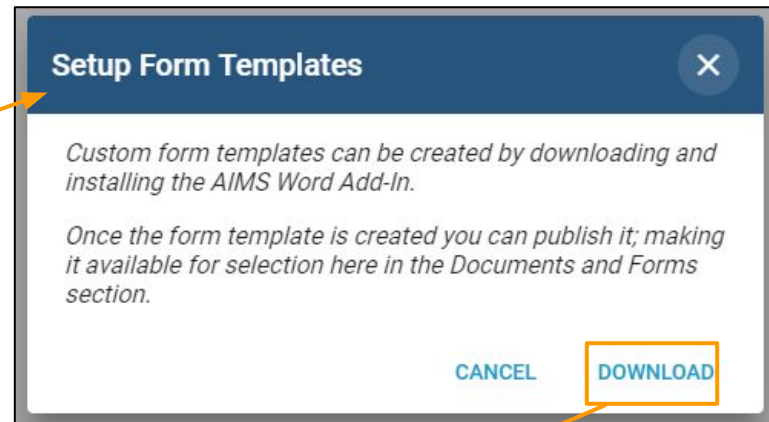 Setup Form Templates
Custom form templates can be created by downloading and
installing the AIMS Word Add-In.
Once the form template is created you can publish it; making
it available for selection here in the Documents and Forms
section.
CANCEL DOWNLOAD